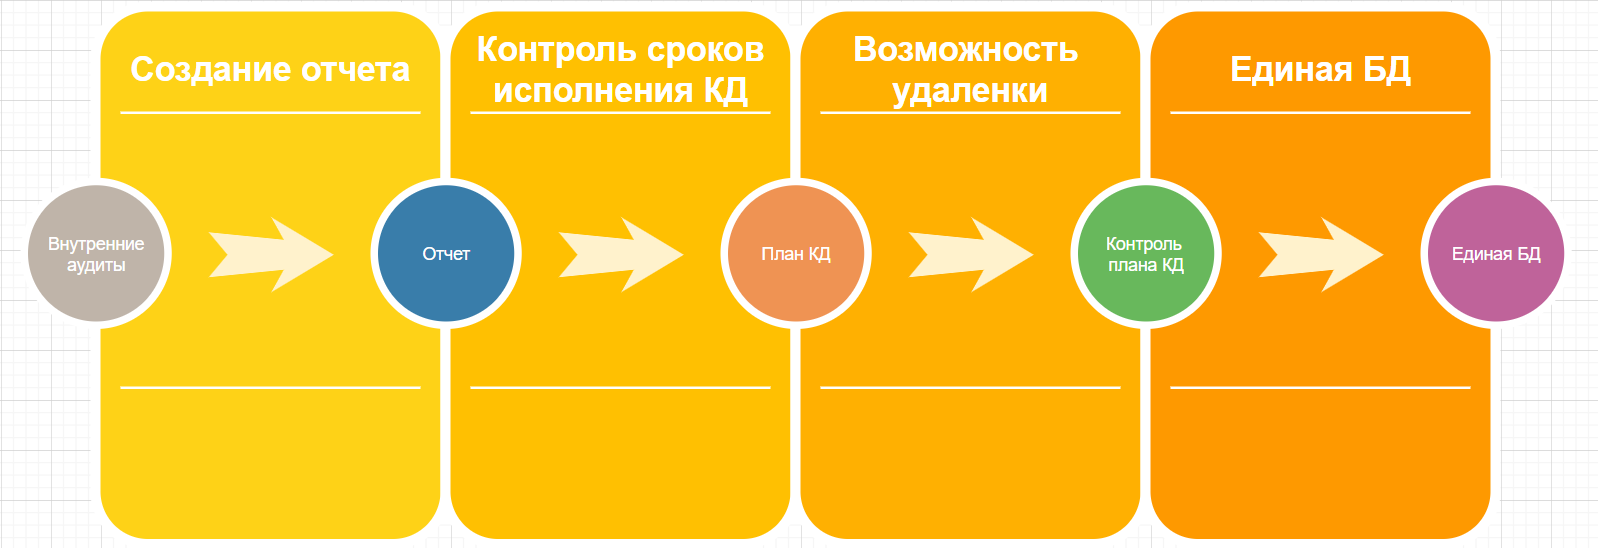 Создание отчета
Контроль сроков
исполнения КД
Возможность
удаленки
Единая БД
Внутренние
аудиты
Отчет
План КД
Контроль
плана КД
Единая БД